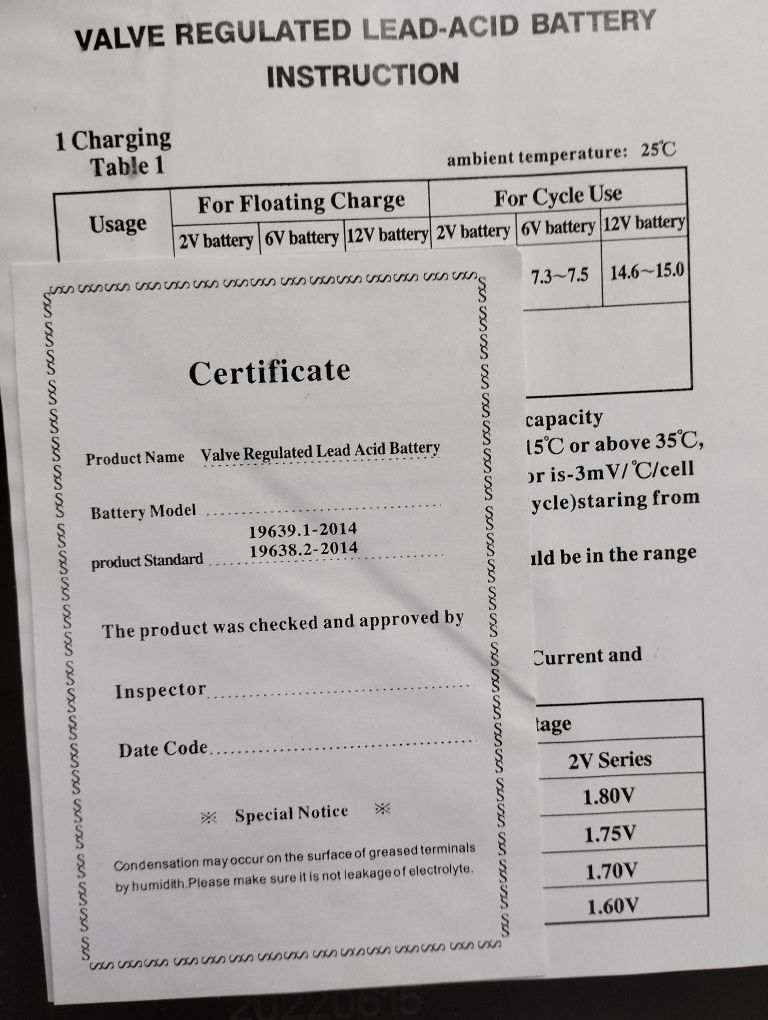 VALVE REGULATED LEAD-ACID BATTERY
INSTRUCTION
1 Charging
Table 1
ambient temperature: 25℃
Usage
For Floating Charge
For Cycle Use
2V battery 6V battery 12V battery 2V battery 6V battery 12V battery
7.3~7.5 14.6~15.0
capacity
15℃ or above 35℃,
is-3mV/℃/cell
ycle)staring from
be in the range
Current and
tage
2V Series
1.80V
1.75V
1.70V
1.60V
Certificate
Product Name Valve Regulated Lead Acid Battery
Battery Model
19639.1-2014
product Standard 19638.2-2014
The product was checked and approved by
Inspector
Date Code
※ Special Notice ※
Condensation may occur on the surface of greased terminals
by humidith.Please make sure it is not leakage of electrolyte.
20220615